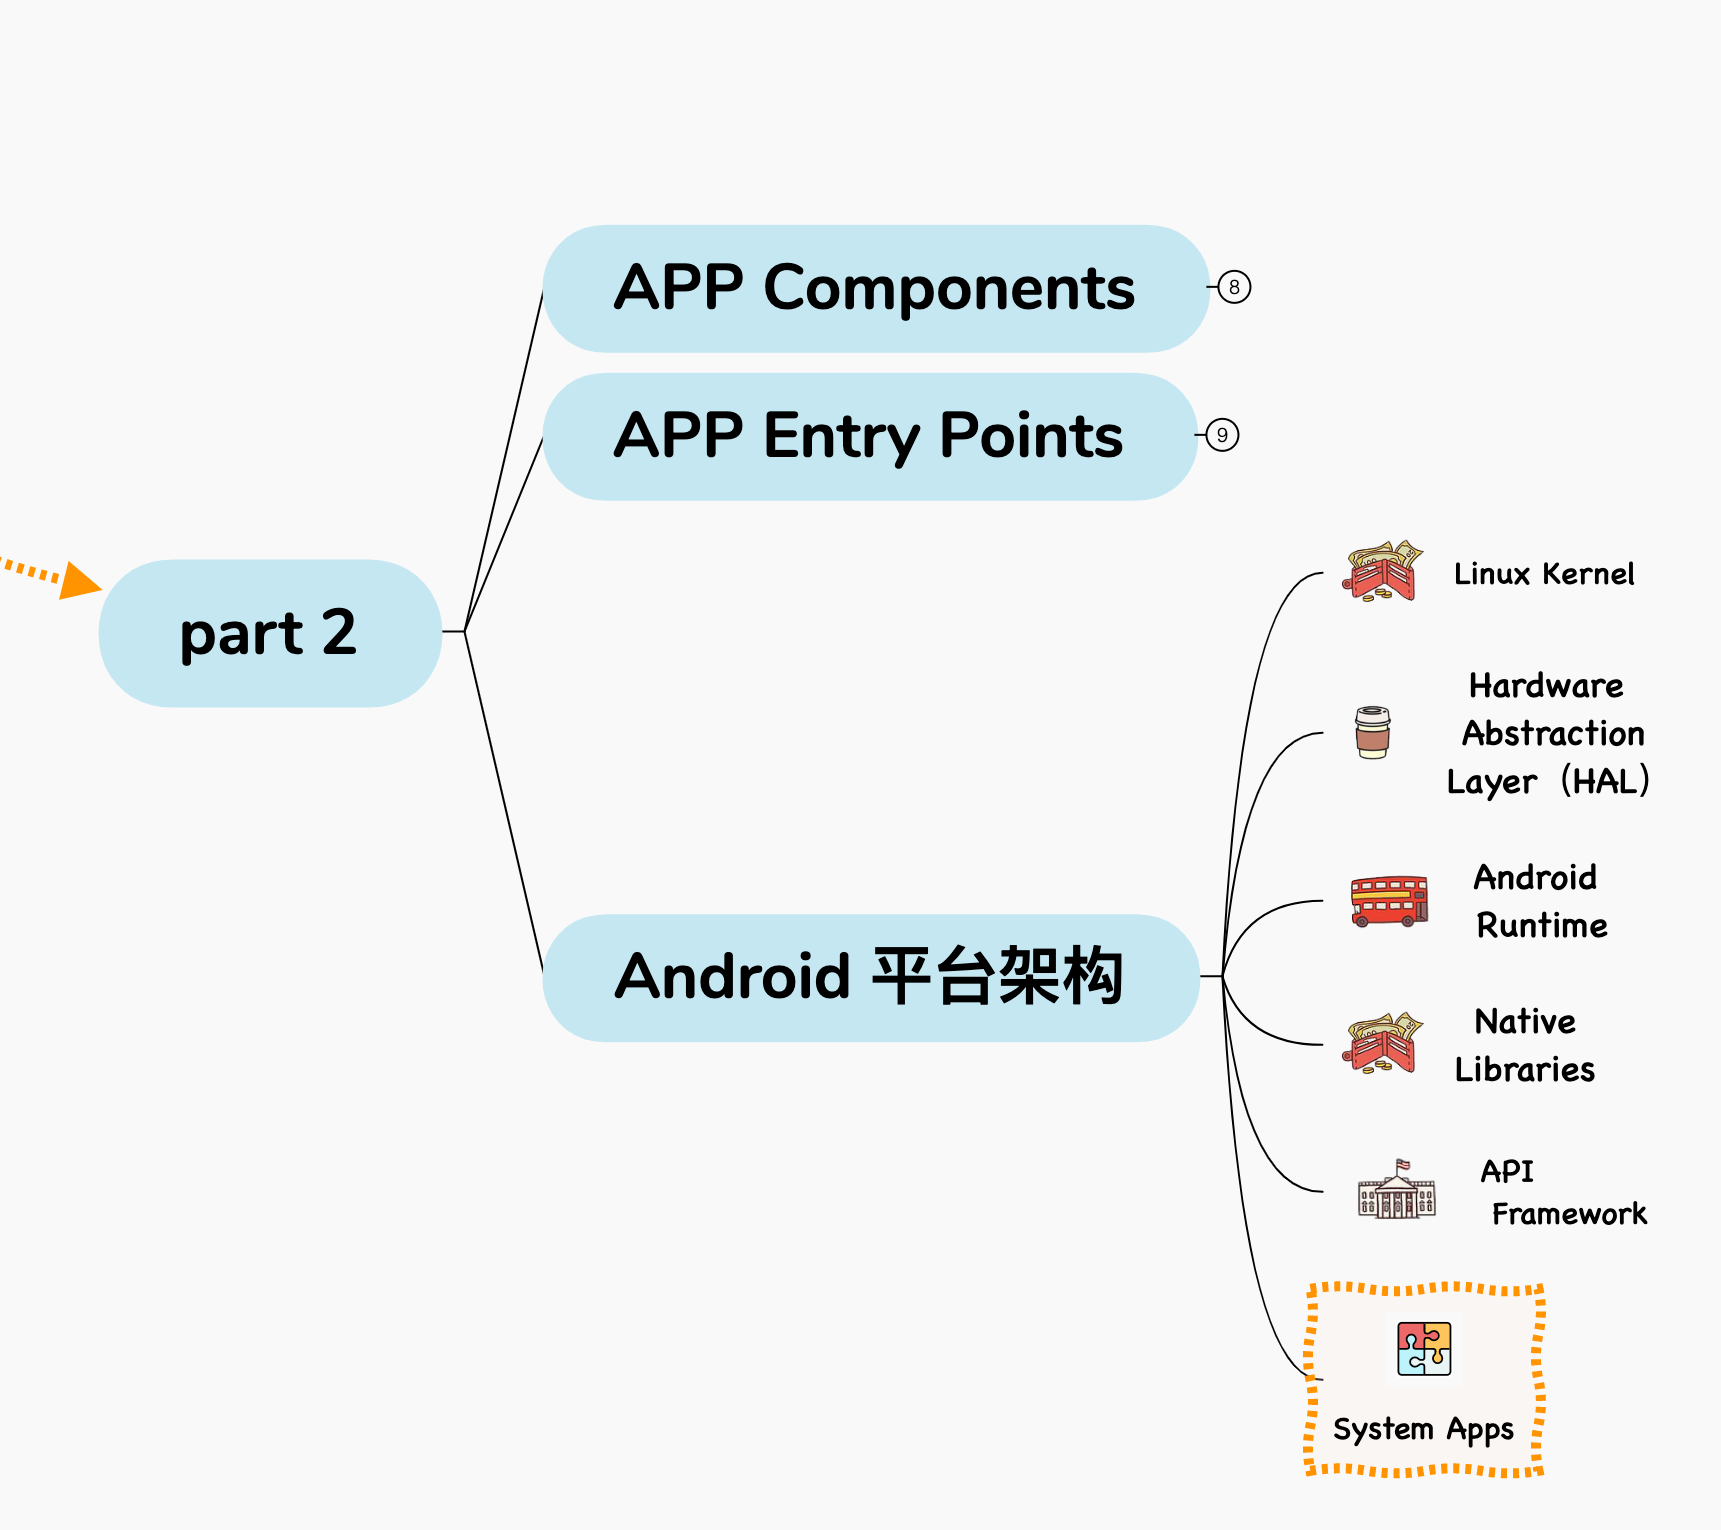 APP Components
8
APP Entry Points
9
part 2
Android 平台架构
Linux Kernel
Hardware
Abstraction
Layer（HAL）
Android
Runtime
Native
Libraries
API
Framework
System Apps